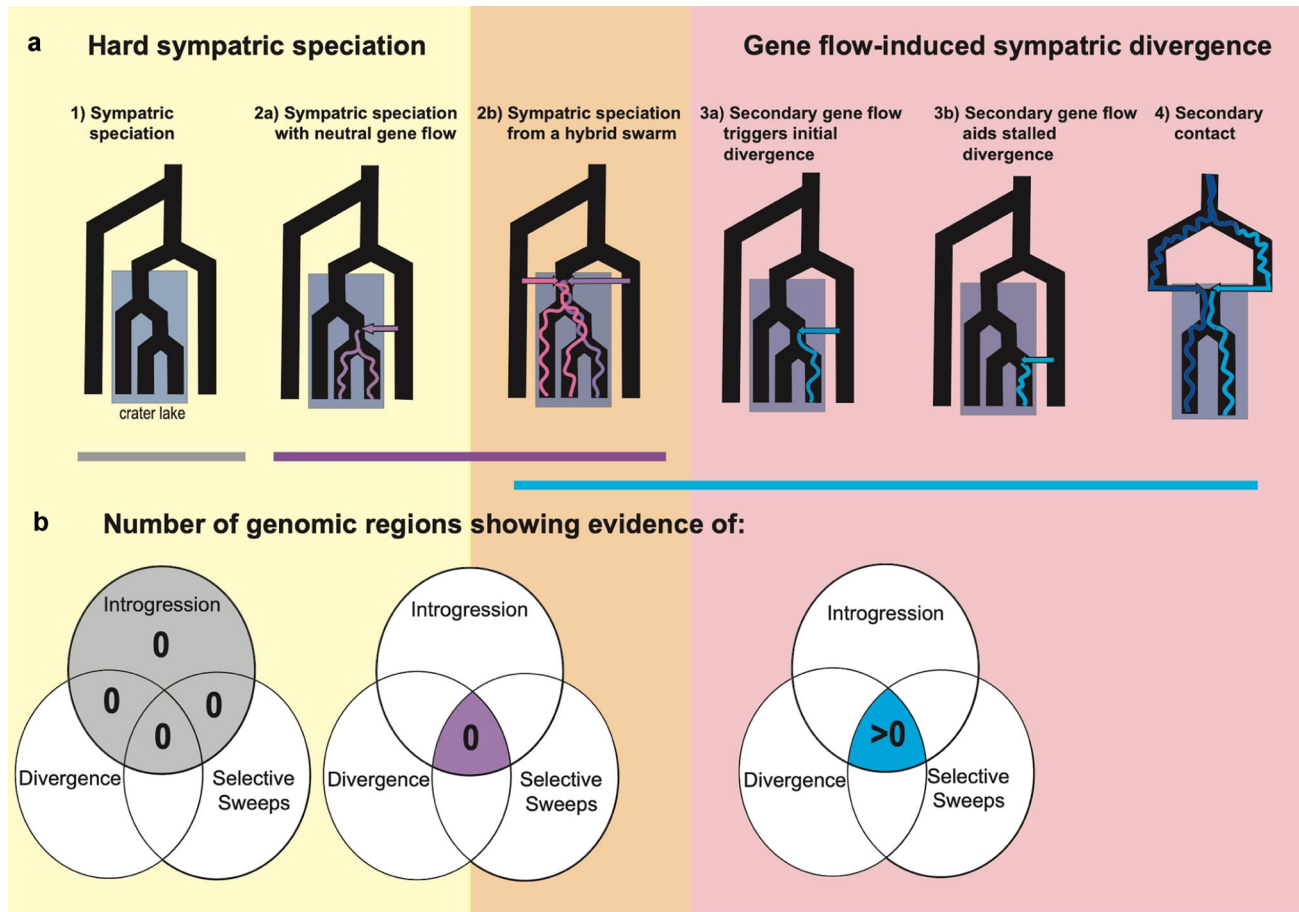 a
Hard sympatric speciation
Gene flow-induced sympatric divergence
1) Sympatric
speciation
2a) Sympatric speciation
with neutral gene flow
2b) Sympatric speciation
from a hybrid swarm
3a) Secondary gene flow
triggers initial
divergence
3b) Secondary gene flow
aids stalled
divergence
4) Secondary
contact
crater lake
b
Number of genomic regions showing evidence of:
Introgression
0
0
0
0
Divergence
Selective
Sweeps
Introgression
0
Divergence
Selective
Sweeps
Introgression
>0
Divergence
Selective
Sweeps